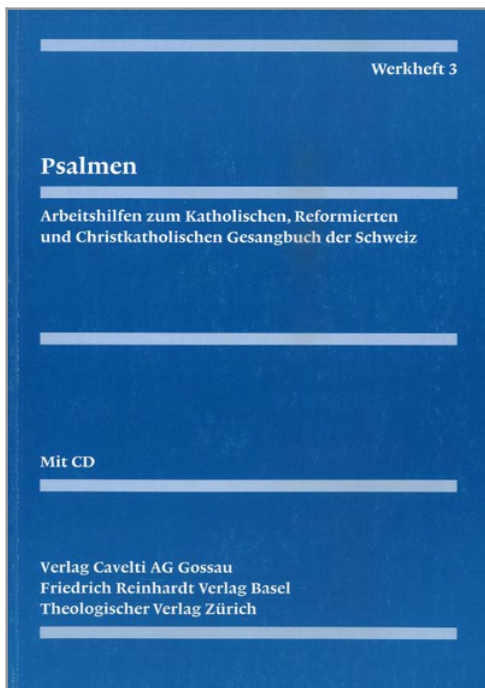 Werkheft 3
Psalmen
Arbeitshilfen zum Katholischen, Reformierten
und Christkatholischen Gesangbuch der Schweiz
Mit CD
Verlag Cavelti AG Gossau
Friedrich Reinhardt Verlag Basel
Theologischer Verlag Zürich